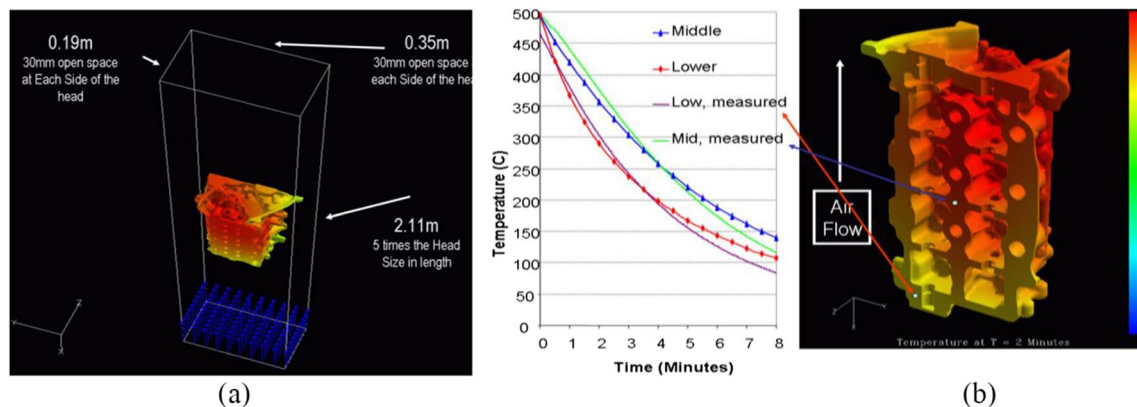 0.19m
30mm open space
at Each Side of the
head
0.35m
30mm open space
each Side of the hea
2.11m
5 times the Head
Size in length
Y
Z
X
(a)
500
450
400
350
300
250
200
150
100
50
0
Temperature (C)
0 1 2 3 4 5 6 7 8
Time (Minutes)
Middle
Lower
Low, measured
Mid, measured
Air
Flow
Z
Y
X
Temperature at T = 2 Minutes
(b)